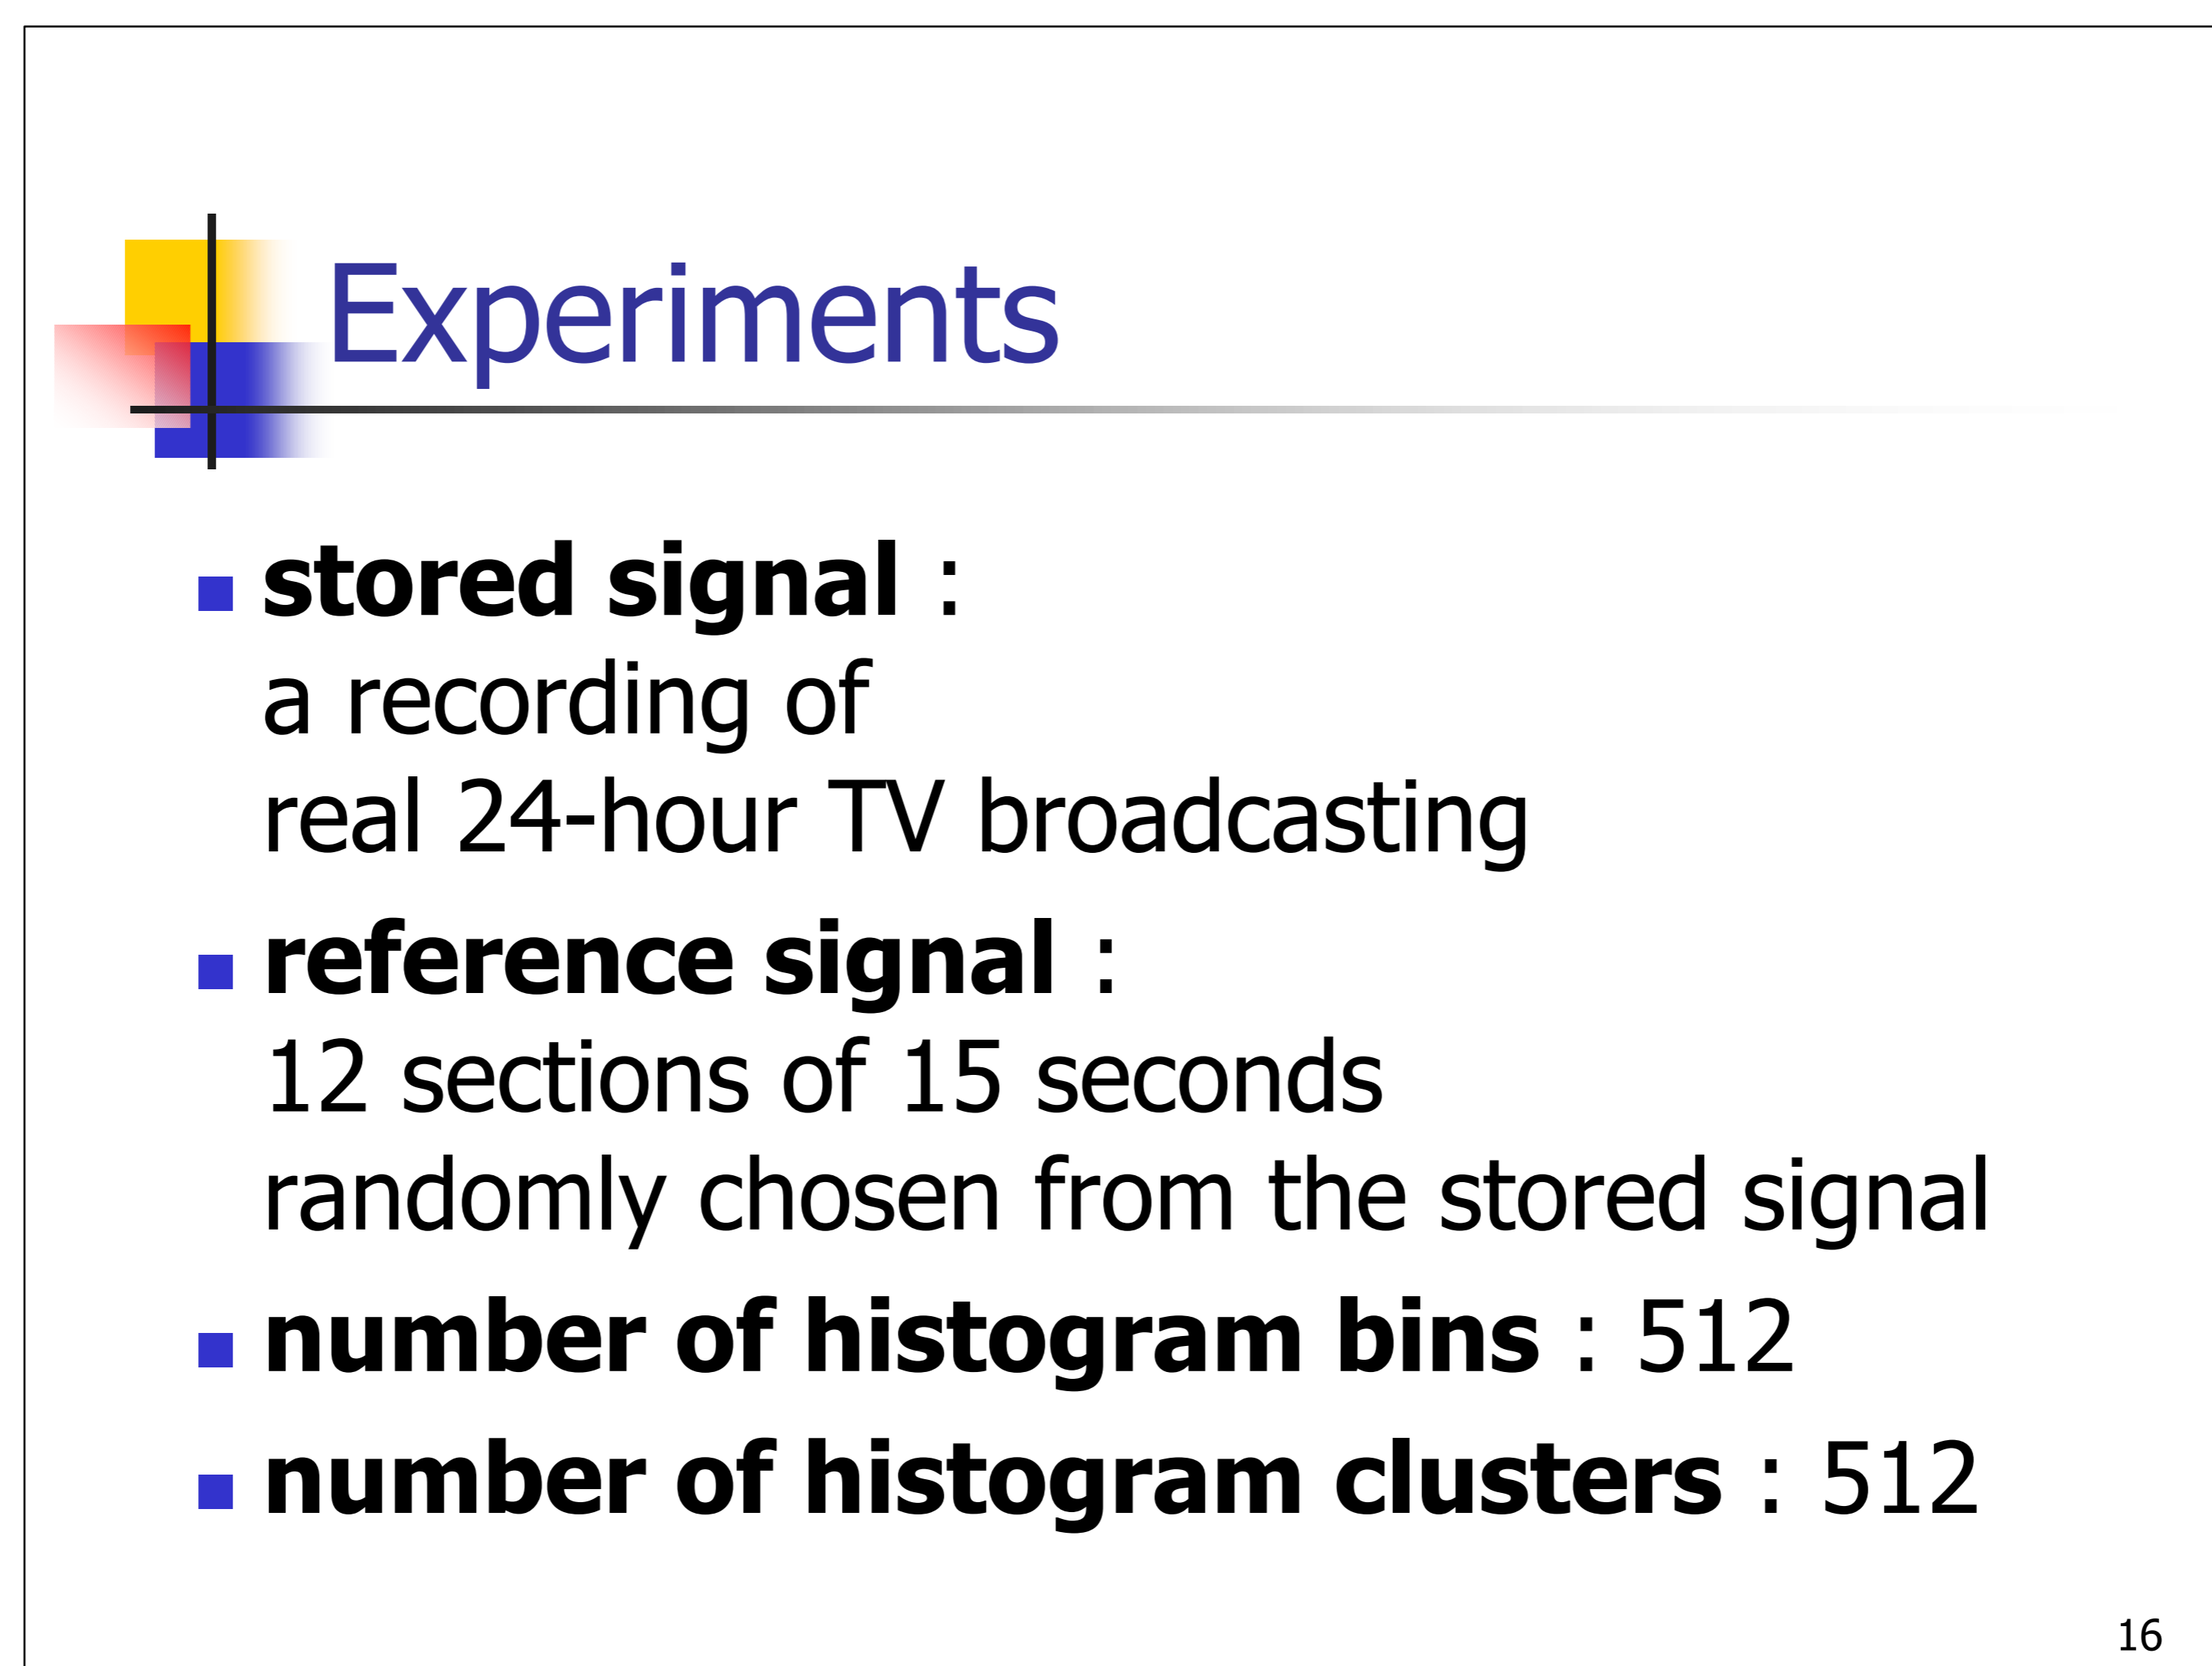 Experiments
stored signal :
a recording of
real 24-hour TV broadcasting
reference signal :
12 sections of 15 seconds
randomly chosen from the stored signal
number of histogram bins : 512
number of histogram clusters : 512
16